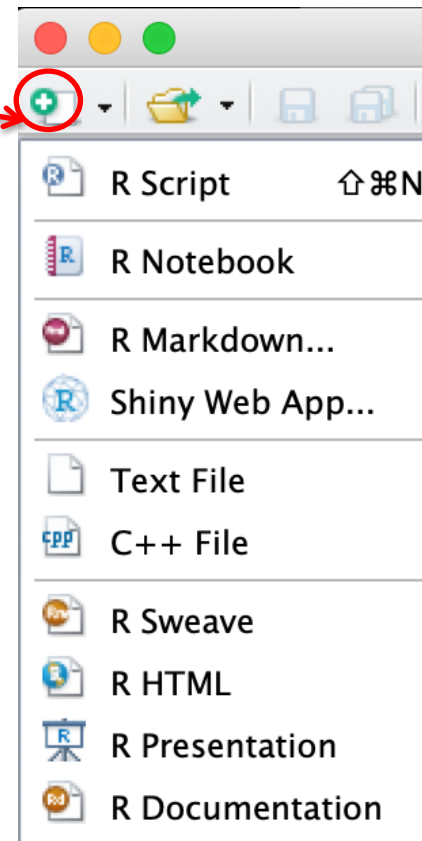 R Script ⇧⌘N
R Notebook
R Markdown...
Shiny Web App...
Text File
C++ File
R Sweave
R HTML
R Presentation
R Documentation